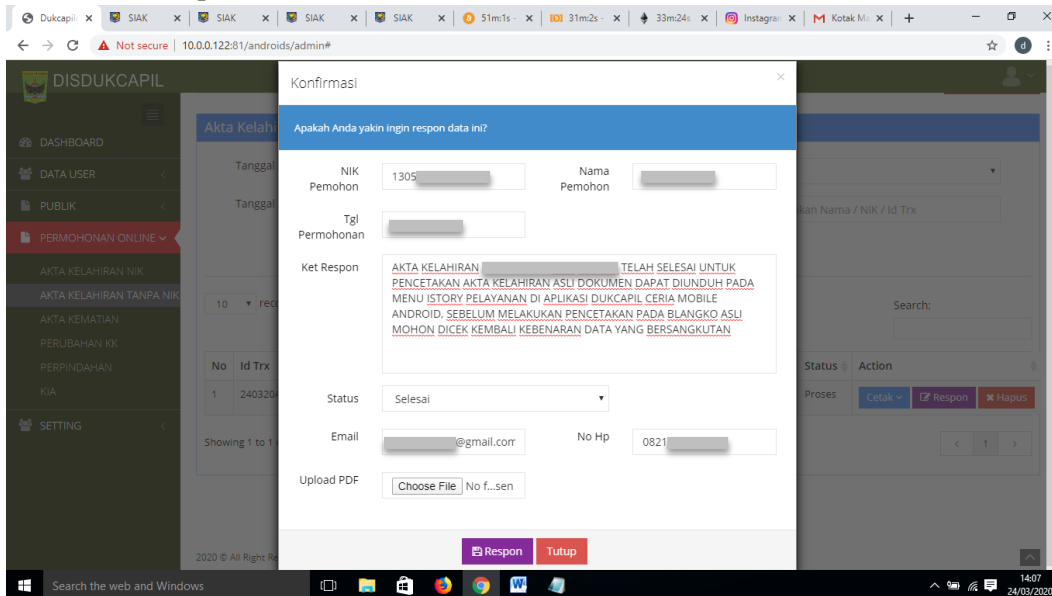 Dukcapil
SIAK
SIAK
SIAK
SIAK
51m:1s -
31m:2s -
33m:24s
Instagran
Kotak Ma
Not secure 10.0.0.122:81/androids/admin#
d
DISDUKCAPIL
DASHBOARD
DATA USER
PUBLIK
PERMOHONAN ONLINE
AKTA KELAHIRAN NIK
AKTA KELAHIRAN TANPA NIK
AKTA KEMATIAN
PERUBAHAN KK
PERPINDAHAN
KIA
SETTING
Akta Kelahi
Tanggal
Tanggal
kan Nama / NIK / Id Trx
10 reco
Search:
No Id Trx Status Action
1 240320 Proses Cetak Respon Hapus
Showing 1 to 1
1
2020 © All Right Re
Konfirmasi
Apakah Anda yakin ingin respon data ini?
NIK Pemohon 1305
Nama Pemohon
Tgl Permohonan
Ket Respon
AKTA KELAHIRAN TELAH SELESAI UNTUK
PENCETAKAN AKTA KELAHIRAN ASLI DOKUMEN DAPAT DIUNDUH PADA
MENU ISTORY PELAYANAN DI APLIKASI DUKCAPIL CERIA MOBILE
ANDROID, SEBELUM MELAKUKAN PENCETAKAN PADA BLANGKO ASLI
MOHON DICEK KEMBALI KEBENARAN DATA YANG BERSANGKUTAN
Status Selesai
Email @gmail.com
No Hp 0821
Upload PDF Choose File No f...sen
Respon Tutup
Search the web and Windows
14:07
24/03/2020